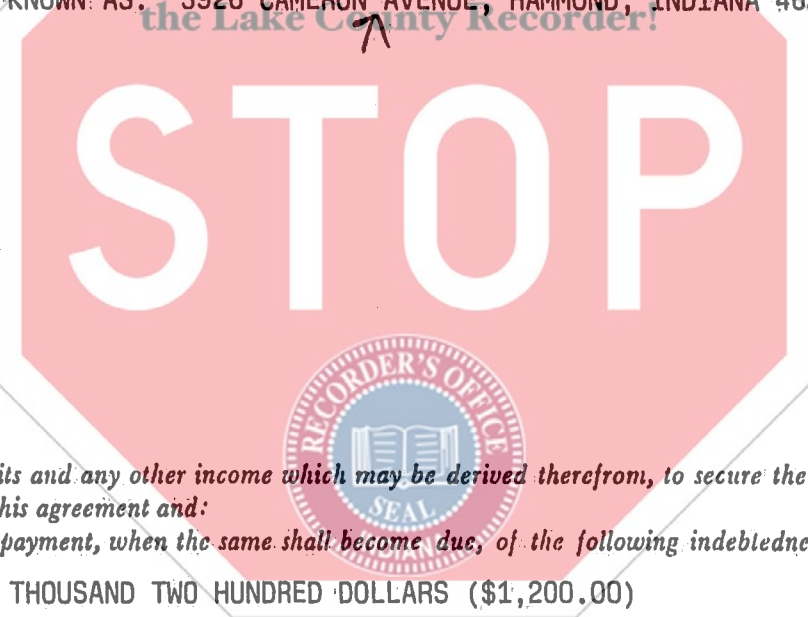 KNOWN AS: 3926 CAMERON AVENUE, HAMMOND, INDIANA 46
the Lake County Recorder!
STOP
RECORDER'S OFFICE
SEAL
INDIANA
its and any other income which may be derived therefrom, to secure the
his agreement and:
payment, when the same shall become due, of the following indebtedne
THOUSAND TWO HUNDRED DOLLARS ($1,200.00)